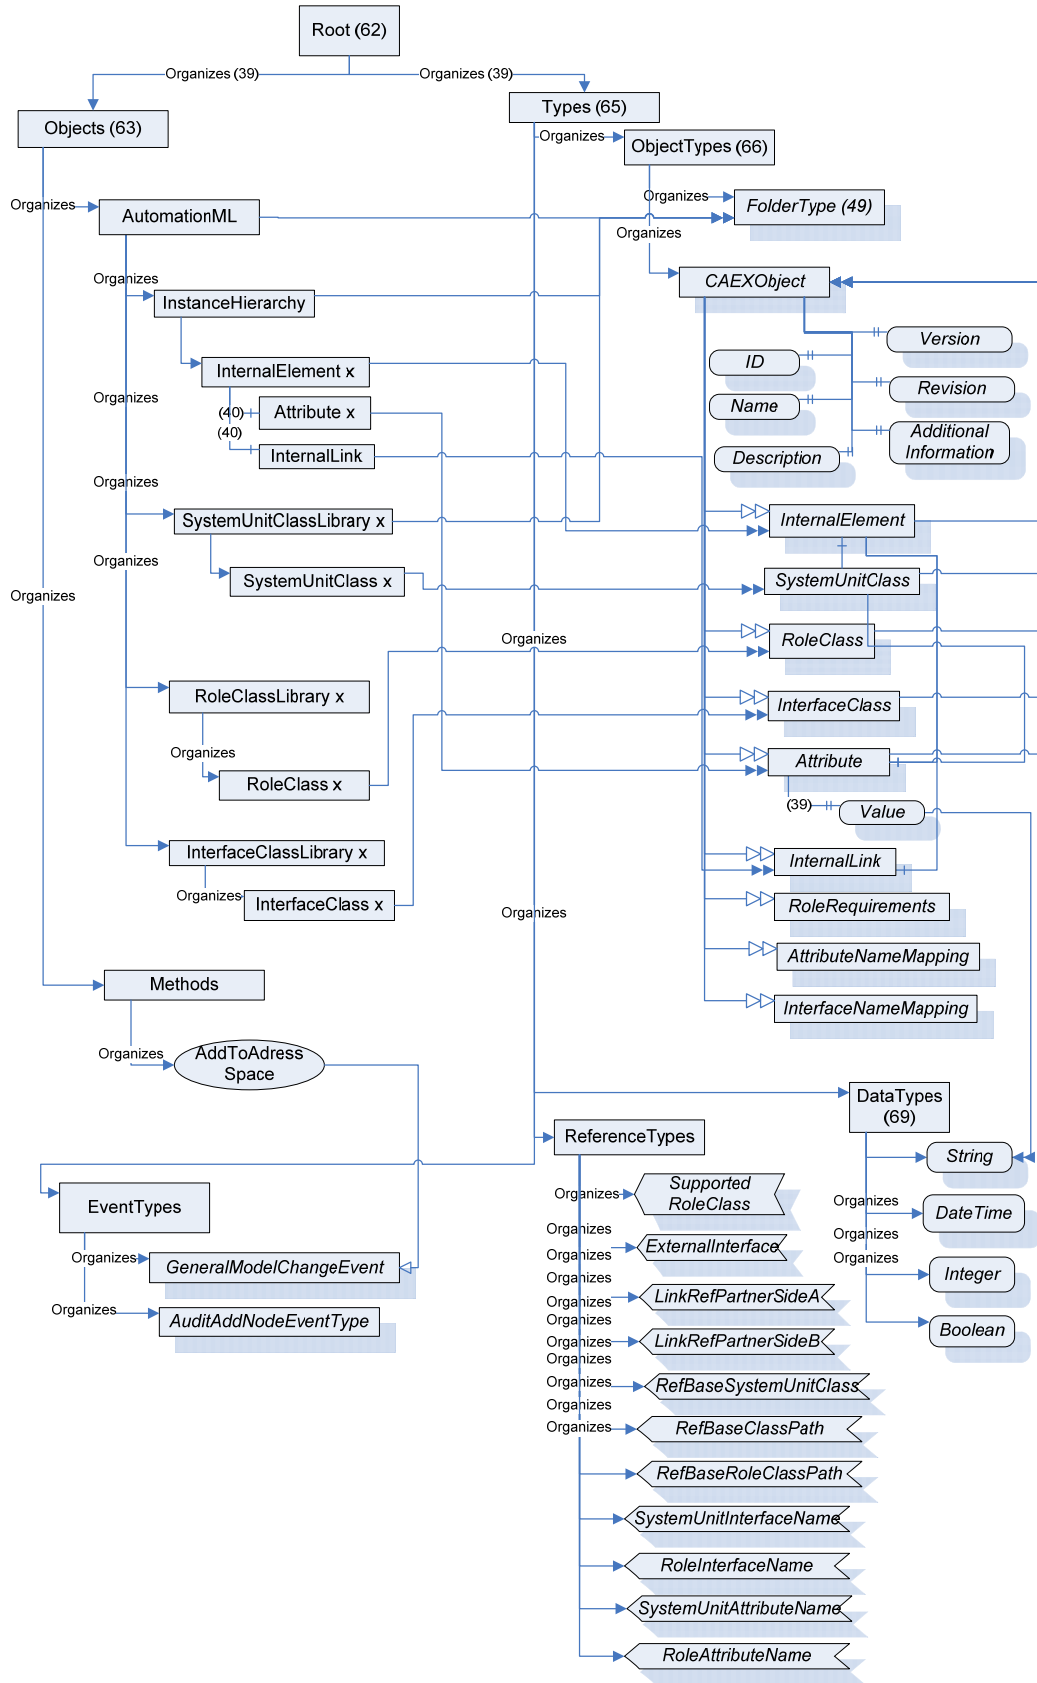 Root (62)
Organizes (39)
Organizes (39)
Objects (63)
Types (65)
Organizes
ObjectTypes (66)
Organizes
AutomationML
Organizes
FolderType (49)
Organizes
Organizes
CAEXObject
InstanceHierarchy
Version
ID
InternalElement x
Revision
Organizes
Name
(40)
Attribute x
(40)
Additional
Information
InternalLink
Description
Organizes
SystemUnitClassLibrary x
InternalElement
Organizes
SystemUnitClass x
SystemUnitClass
Organizes
Organizes
RoleClass
RoleClassLibrary x
InterfaceClass
Organizes
Attribute
RoleClass x
(39)
Value
InterfaceClassLibrary x
InternalLink
Organizes
InterfaceClass x
RoleRequirements
Organizes
AttributeNameMapping
Methods
InterfaceNameMapping
Organizes
AddToAdress
Space
DataTypes
(69)
ReferenceTypes
String
Supported
RoleClass
Organizes
Organizes
EventTypes
DateTime
Organizes
Organizes
ExternalInterface
Organizes
Organizes
Organizes
GeneralModelChangeEvent
Organizes
Integer
Organizes
LinkRefPartnerSideA
Organizes
Organizes
AuditAddNodeEventType
Boolean
Organizes
LinkRefPartnerSideB
Organizes
Organizes
RefBaseSystemUnitClass
Organizes
Organizes
RefBaseClassPath
RefBaseRoleClassPath
SystemUnitInterfaceName
RoleInterfaceName
SystemUnitAttributeName
RoleAttributeName